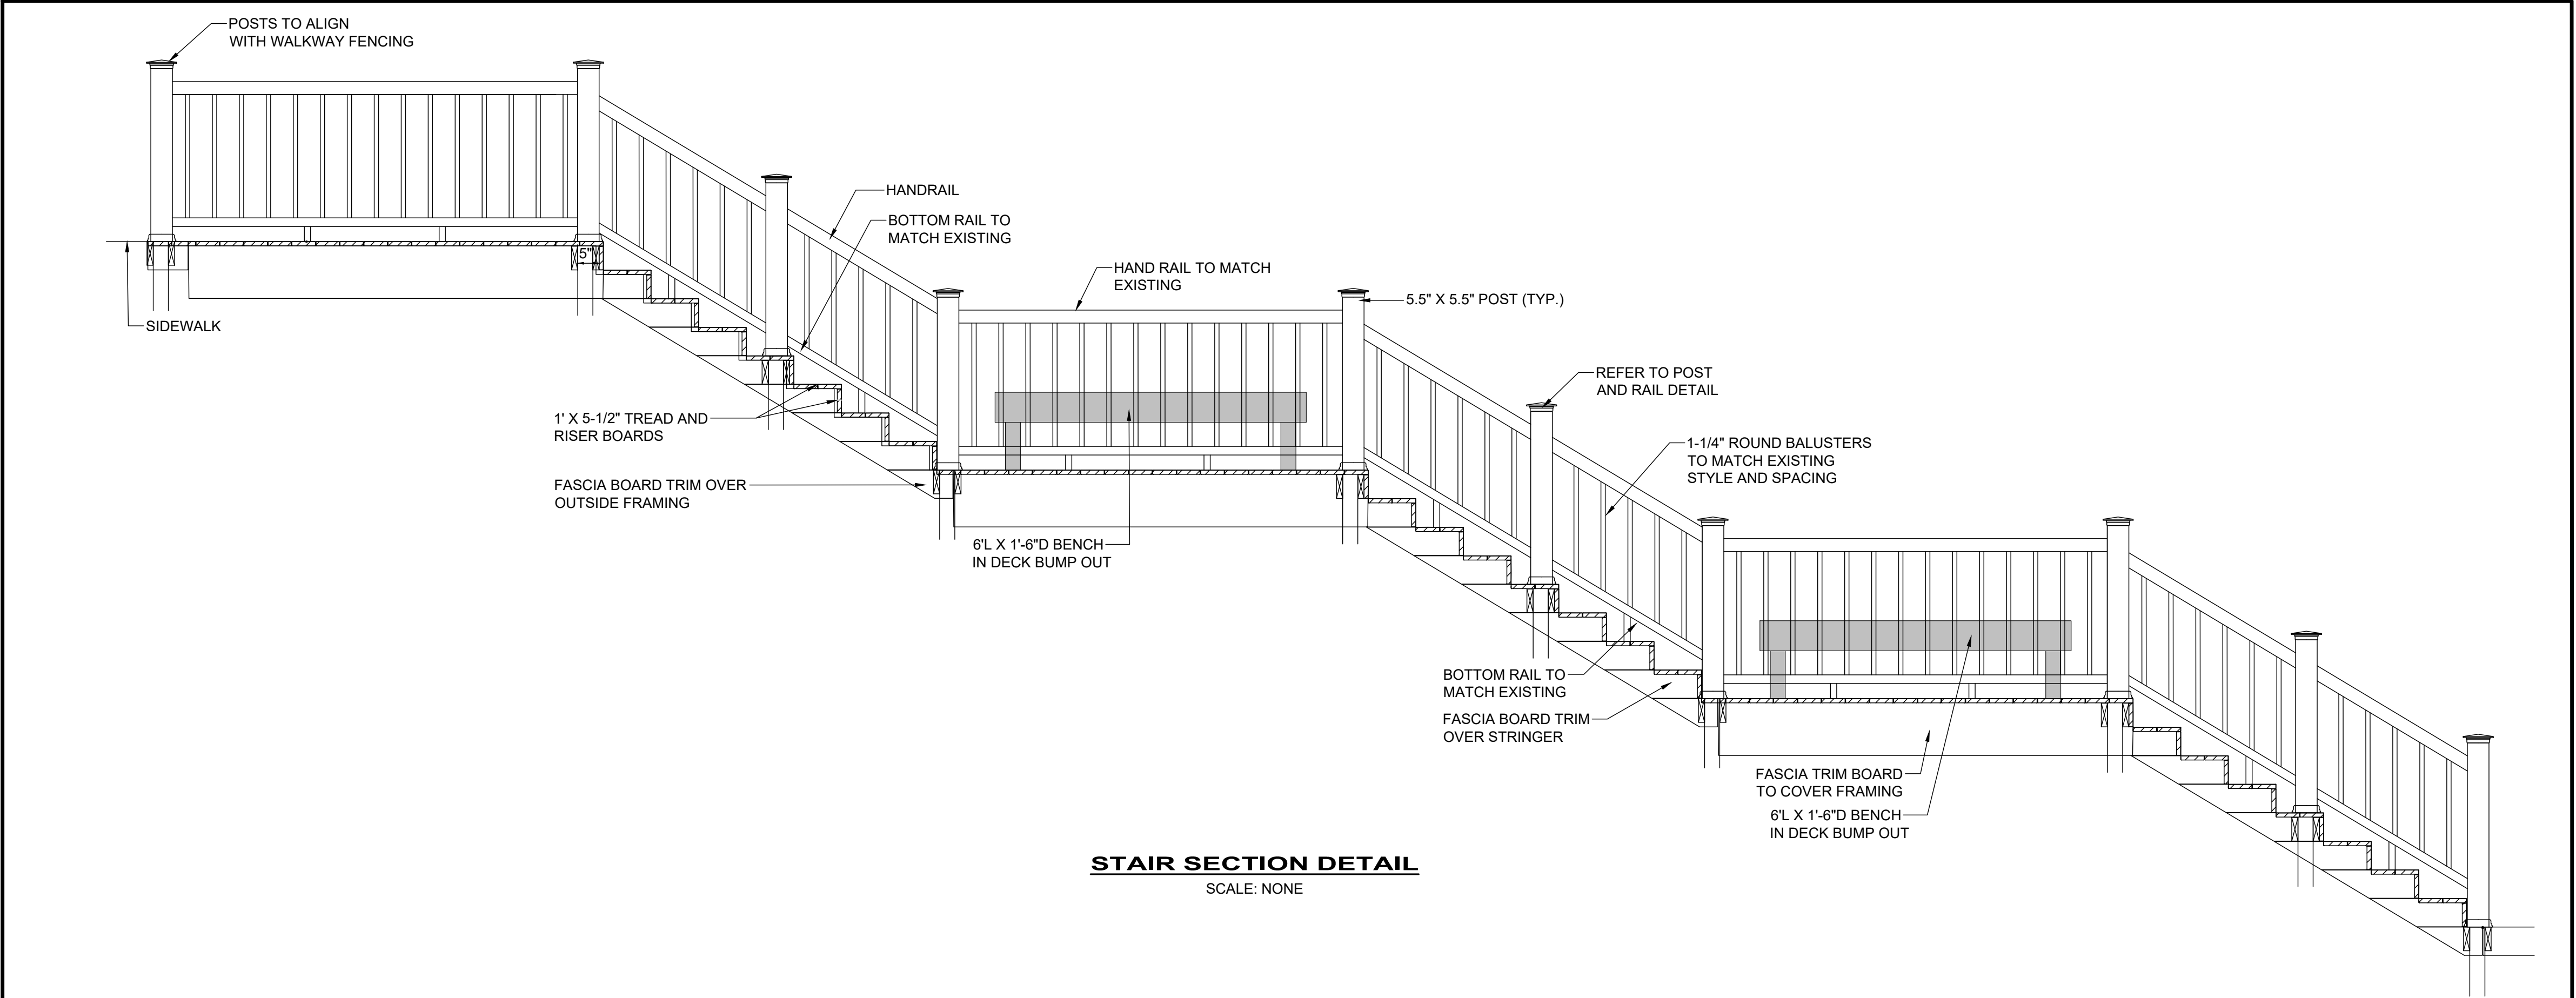 POSTS TO ALIGN
WITH WALKWAY FENCING
HANDRAIL
BOTTOM RAIL TO
MATCH EXISTING
5"
HAND RAIL TO MATCH
EXISTING
5.5" X 5.5" POST (TYP.)
SIDEWALK
REFER TO POST
AND RAIL DETAIL
1' X 5-1/2" TREAD AND
RISER BOARDS
1-1/4" ROUND BALUSTERS
TO MATCH EXISTING
STYLE AND SPACING
FASCIA BOARD TRIM OVER
OUTSIDE FRAMING
6'L X 1'-6"D BENCH
IN DECK BUMP OUT
BOTTOM RAIL TO
MATCH EXISTING
FASCIA BOARD TRIM
OVER STRINGER
FASCIA TRIM BOARD
TO COVER FRAMING
6'L X 1'-6"D BENCH
IN DECK BUMP OUT
STAIR SECTION DETAIL
SCALE: NONE